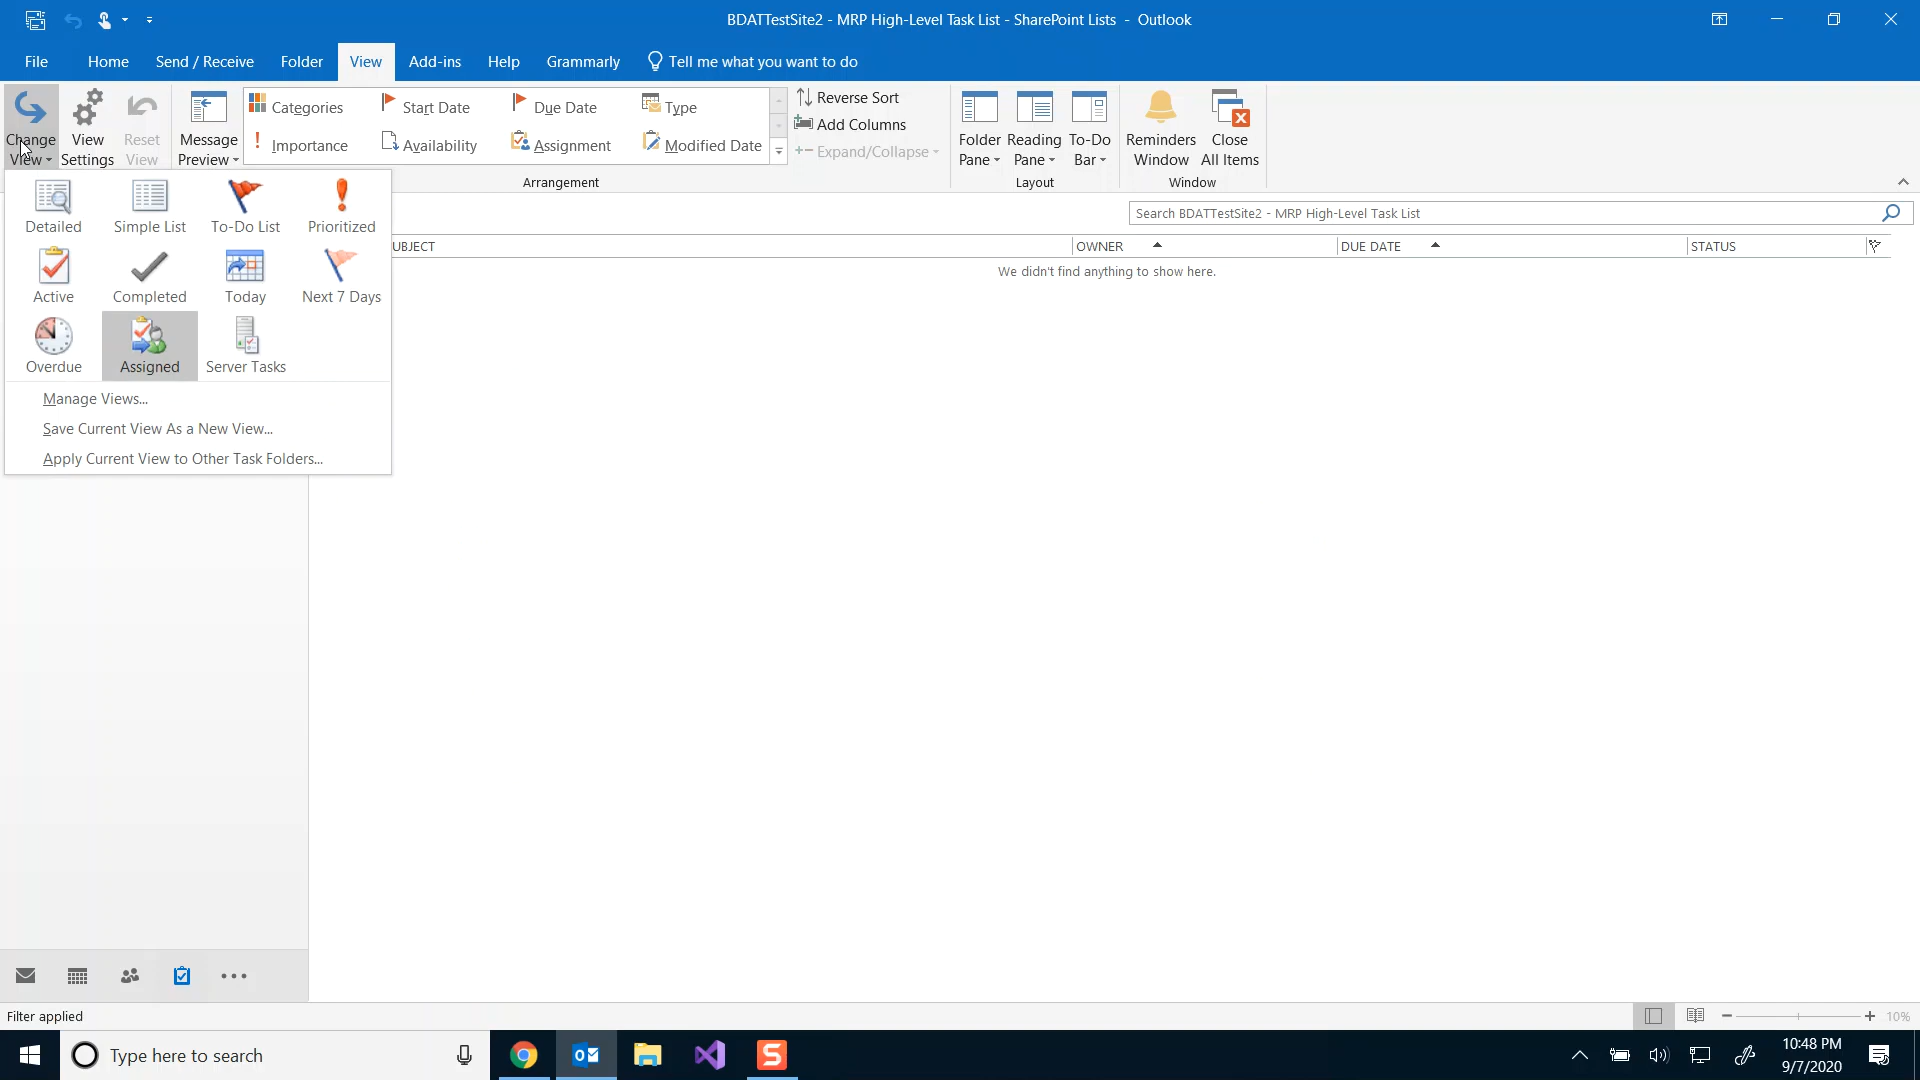 BDATTestSite2 - MRP High-Level Task List - SharePoint Lists - Outlook
File Home Send / Receive Folder View Add-ins Help Grammarly Tell me what you want to do
Change View
View Settings
Reset View
Message Preview
Categories Start Date Due Date Type
Importance Availability Assignment Modified Date
Arrangement
Reverse Sort
Add Columns
Expand/Collapse
Folder Pane
Reading Pane
To-Do Bar
Layout
Reminders Window
Close All Items
Window
Detailed Simple List To-Do List Prioritized
Active Completed Today Next 7 Days
Overdue Assigned Server Tasks
Manage Views...
Save Current View As a New View...
Apply Current View to Other Task Folders...
Search BDATTestSite2 - MRP High-Level Task List
UBJECT OWNER DUE DATE STATUS
We didn't find anything to show here.
Filter applied
10%
Type here to search
10:48 PM
9/7/2020